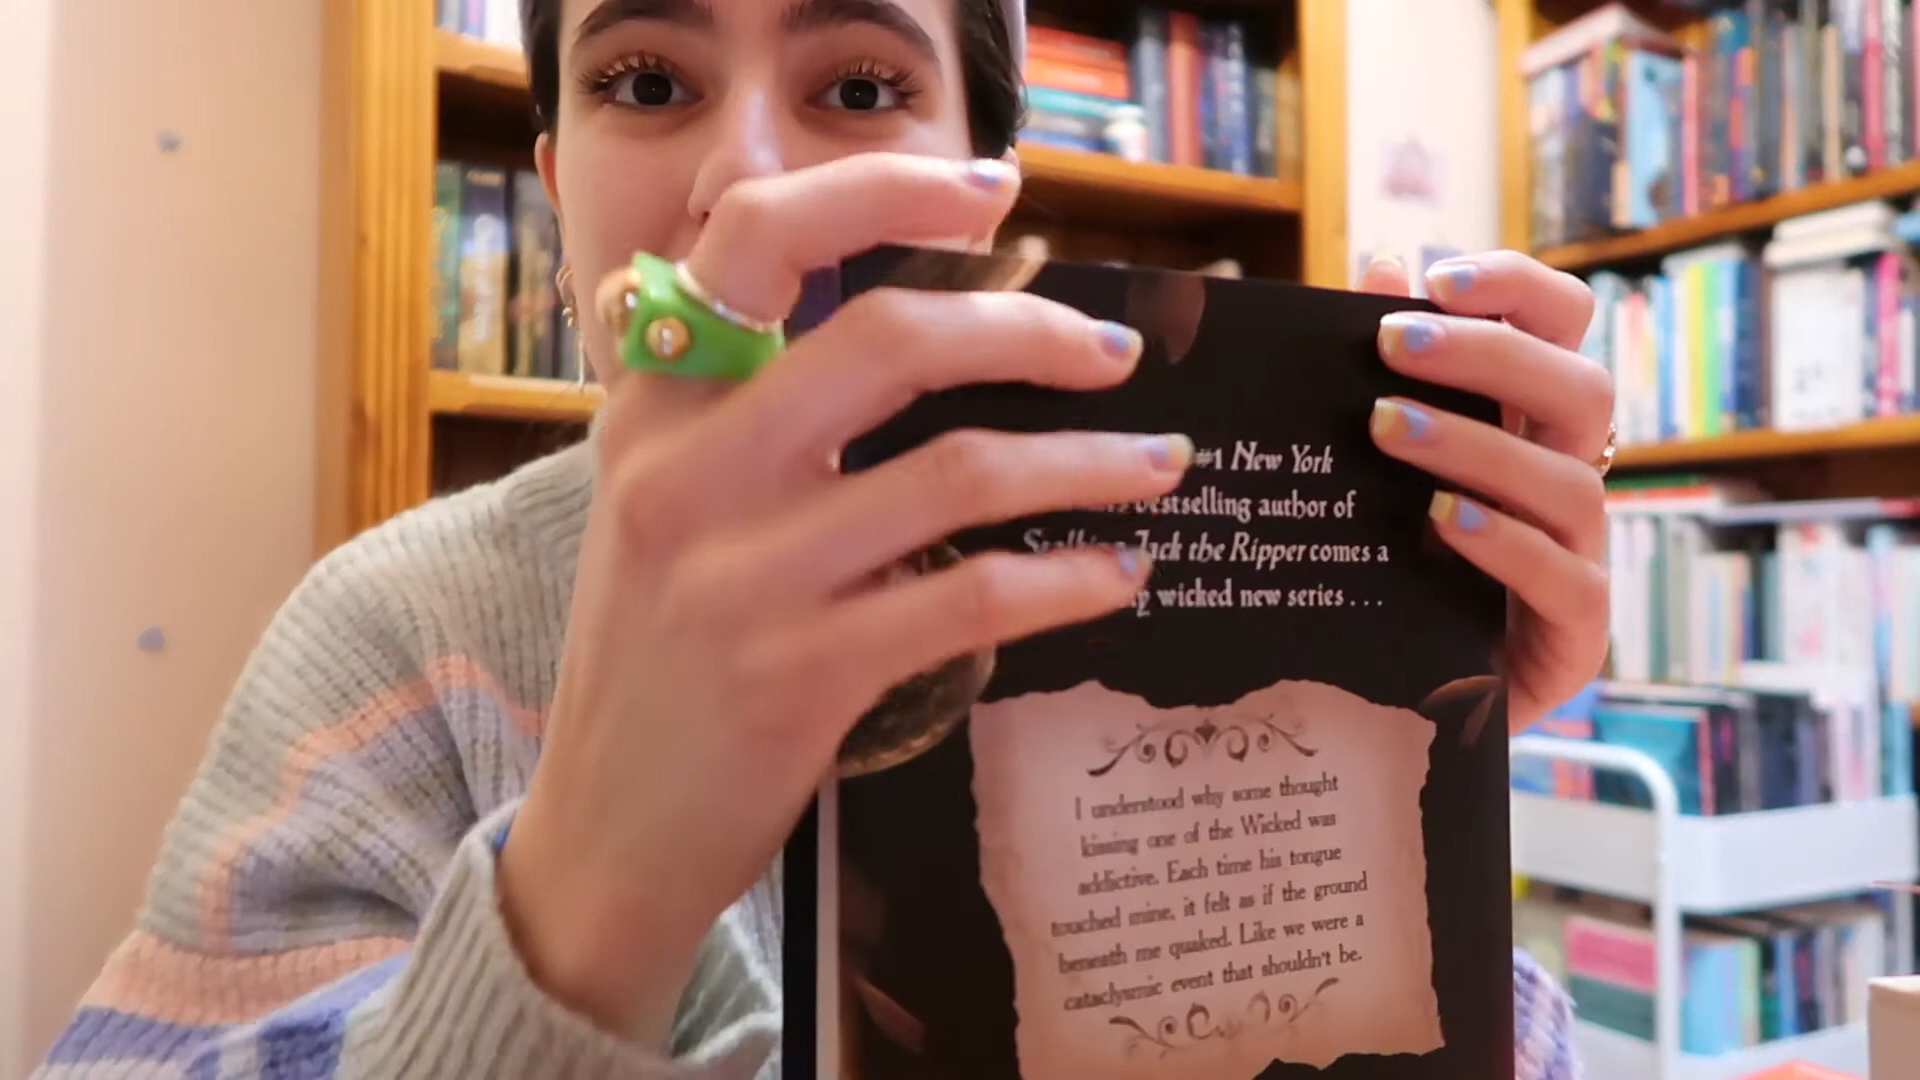 #1 New York
bestselling author of
Stalking Jack the Ripper comes a
wicked new series . . .
I understood why some thought
kissing one of the Wicked was
addictive. Each time his tongue
touched mine, it felt as if the ground
beneath me quaked. Like we were a
cataclysmic event that shouldn't be.